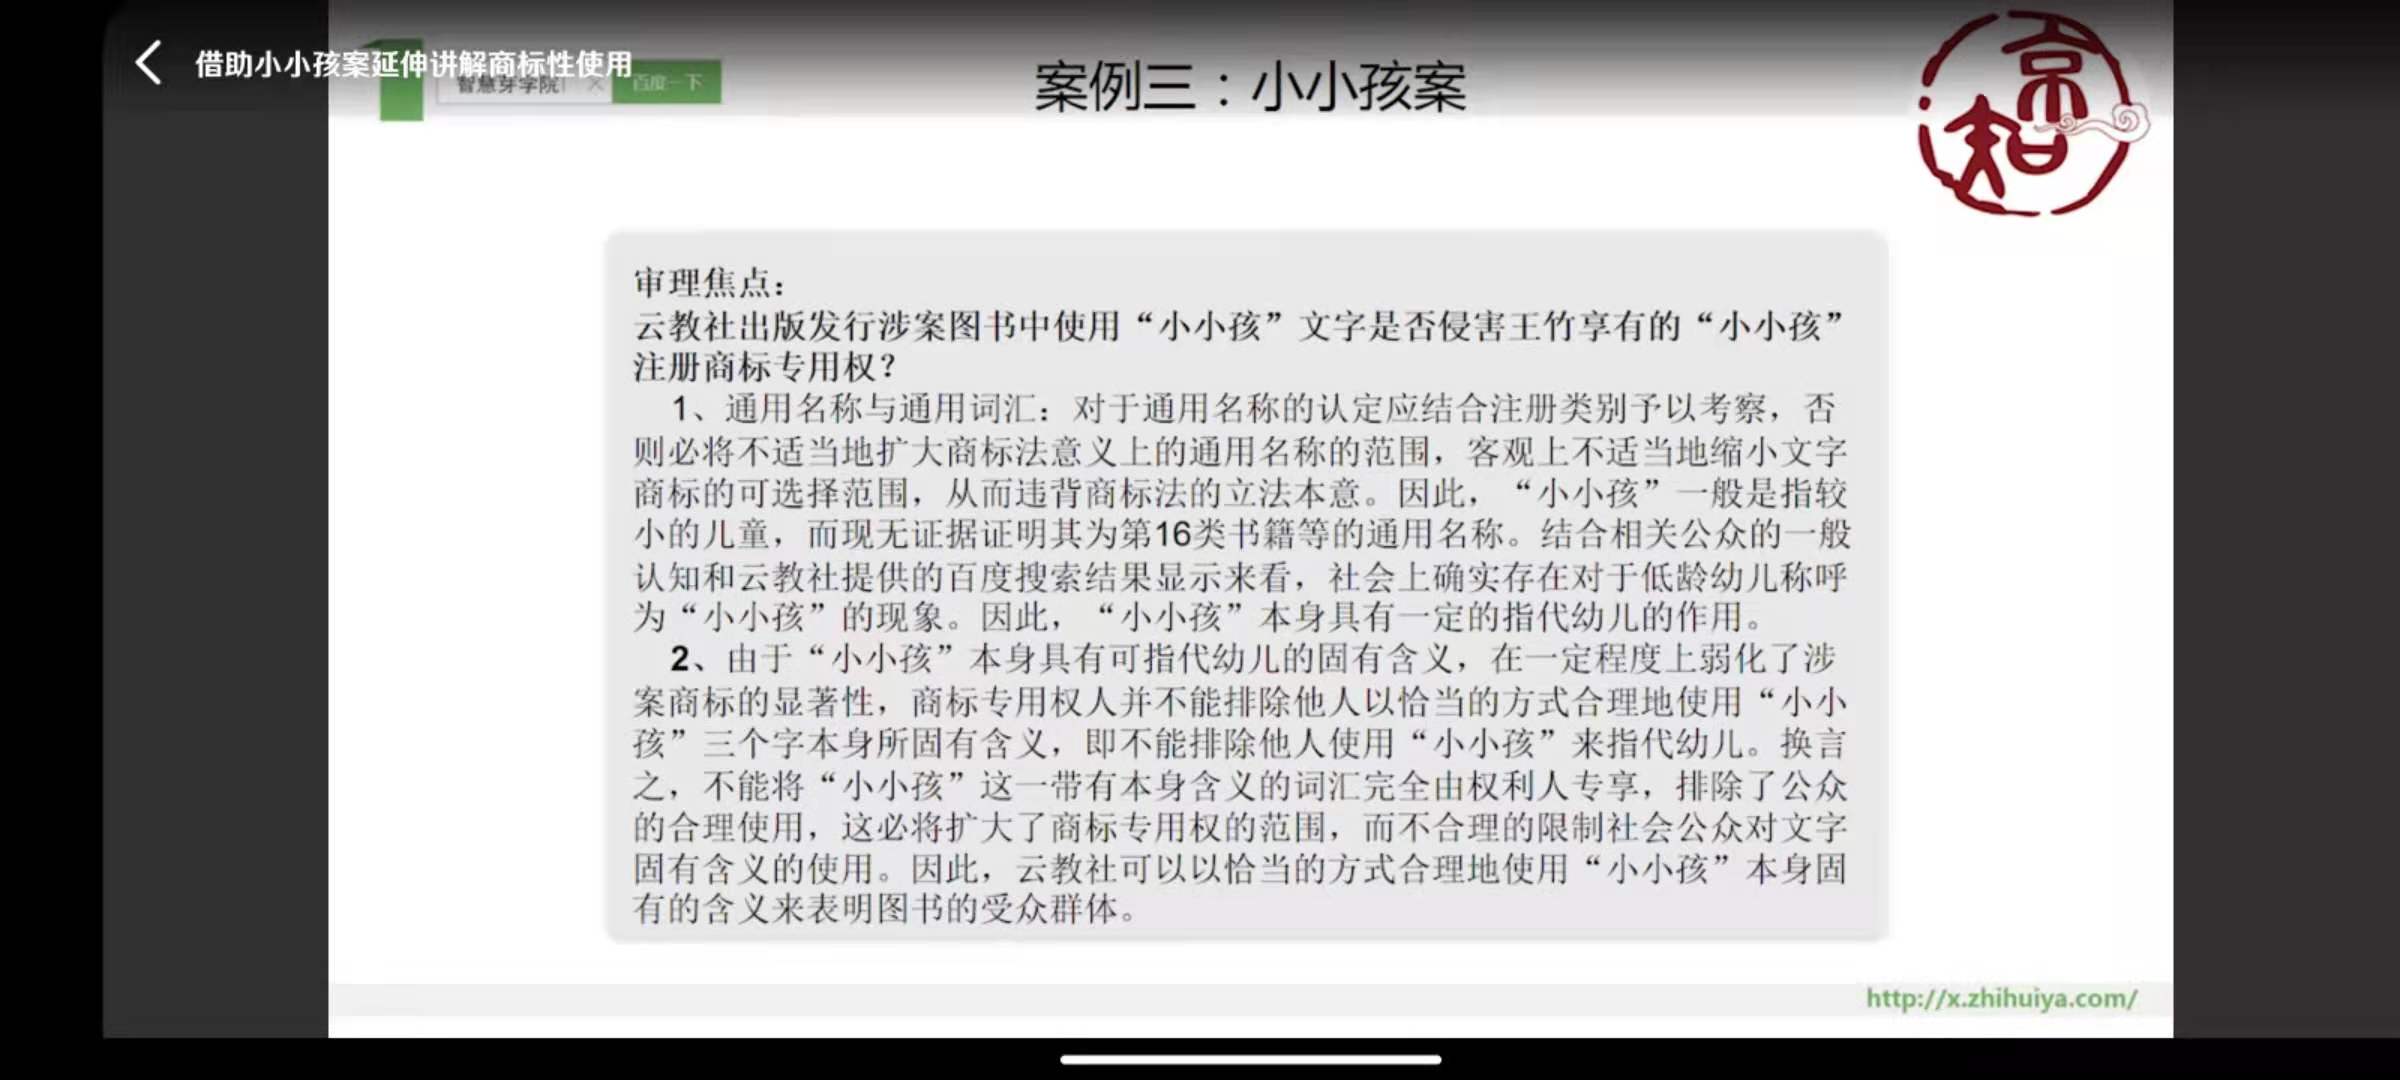 借助小小孩案延伸讲解商标性使用
智慧芽学院
百度一下
案例三：小小孩案
京知
审理焦点：
云教社出版发行涉案图书中使用“小小孩”文字是否侵害王竹享有的“小小孩”
注册商标专用权？
1、通用名称与通用词汇：对于通用名称的认定应结合注册类别予以考察，否
则必将不适当地扩大商标法意义上的通用名称的范围，客观上不适当地缩小文字
商标的可选择范围，从而违背商标法的立法本意。因此，“小小孩”一般是指较
小的儿童，而现无证据证明其为第16类书籍等的通用名称。结合相关公众的一般
认知和云教社提供的百度搜索结果显示来看，社会上确实存在对于低龄幼儿称呼
为“小小孩”的现象。因此，“小小孩”本身具有一定的指代幼儿的作用。
2、由于“小小孩”本身具有可指代幼儿的固有含义，在一定程度上弱化了涉
案商标的显著性，商标专用权人并不能排除他人以恰当的方式合理地使用“小小
孩”三个字本身所固有含义，即不能排除他人使用“小小孩”来指代幼儿。换言
之，不能将“小小孩”这一带有本身含义的词汇完全由权利人专享，排除了公众
的合理使用，这必将扩大了商标专用权的范围，而不合理的限制社会公众对文字
固有含义的使用。因此，云教社可以以恰当的方式合理地使用“小小孩”本身固
有的含义来表明图书的受众群体。
http://x.zhihuiya.com/